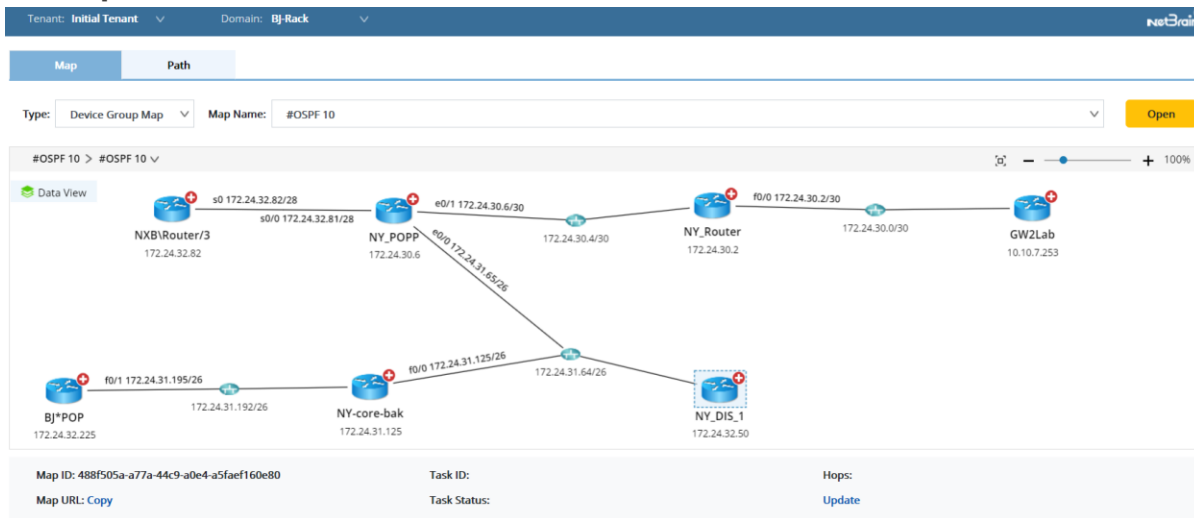 Tenant: Initial Tenant Domain: BJ-Rack
Map Path
Type: Device Group Map Map Name: #OSPF 10 Open
#OSPF 10 > #OSPF 10 100%
Data View
s0 172.24.32.82/28
s0/0 172.24.32.81/28
e0/1 172.24.30.6/30
f0/0 172.24.30.2/30
NXB\Router/3
172.24.32.82
NY_POPP
172.24.30.6
172.24.30.4/30
NY_Router
172.24.30.2
172.24.30.0/30
GW2Lab
10.10.7.253
e0/0 172.24.31.65/26
f0/1 172.24.31.195/26
f0/0 172.24.31.125/26
172.24.31.64/26
172.24.31.192/26
BJ*POP
172.24.32.225
NY-core-bak
172.24.31.125
NY_DIS_1
172.24.32.50
Map ID: 488f505a-a77a-44c9-a0e4-a5faef160e80 Task ID: Hops:
Map URL: Copy Task Status: Update